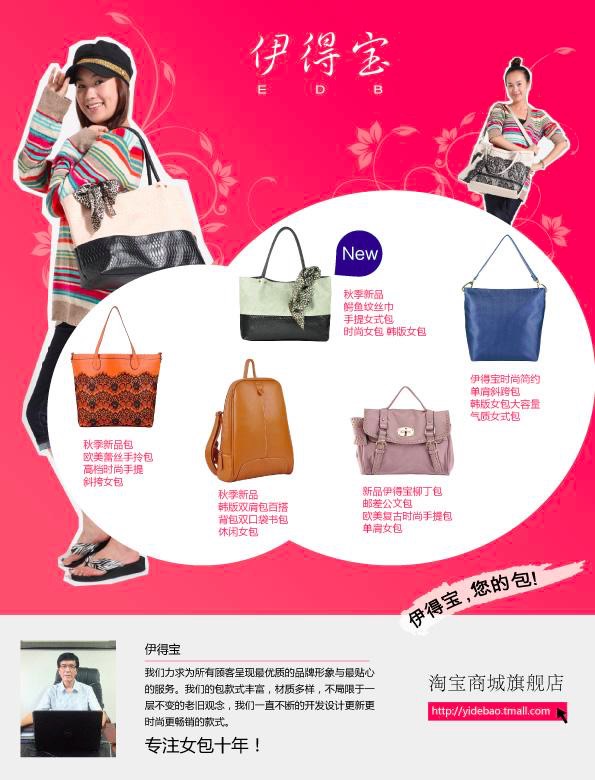 伊得宝
EDB
New
秋季新品
鳄鱼纹丝巾
手提女式包
时尚女包 韩版女包
伊得宝时尚简约
单肩斜跨包
韩版女包大容量
气质女式包
秋季新品包
欧美蕾丝手拎包
高档时尚手提
斜挎女包
秋季新品
韩版双肩包百搭
背包双口袋书包
休闲女包
新品伊得宝柳丁包
邮差公文包
欧美复古时尚手提包
单肩女包
伊得宝,您的包!
伊得宝
我们力求为所有顾客呈现最优质的品牌形象与最贴心
的服务。我们的包款式丰富，材质多样，不局限于一
层不变的老旧观念，我们一直不断的开发设计更新更
时尚更畅销的款式。
专注女包十年！
淘宝商城旗舰店
http://yidebao.tmall.com